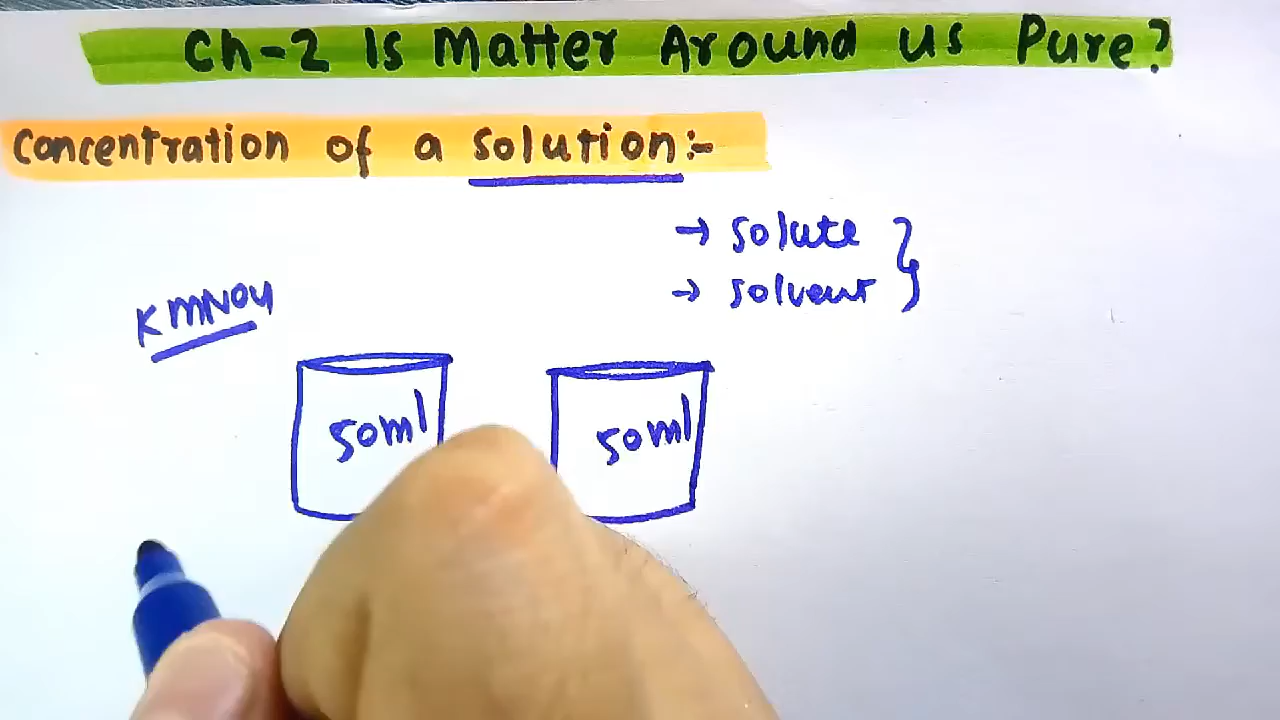 Ch-2 Is Matter Around us Pure?
Concentration of a solution:-
→ solute
→ solvent
KMNO4
50ml
50ml